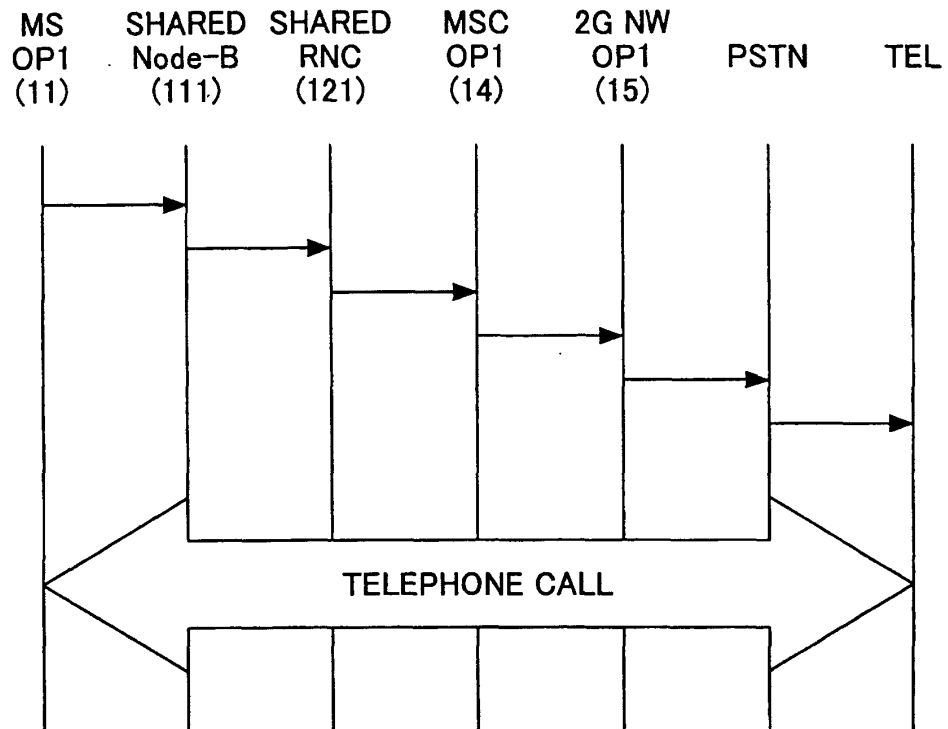 MS
OP1
(11)
SHARED
Node-B
(111)
SHARED
RNC
(121)
MSC
OP1
(14)
2G NW
OP1
(15)
PSTN
TEL
TELEPHONE CALL